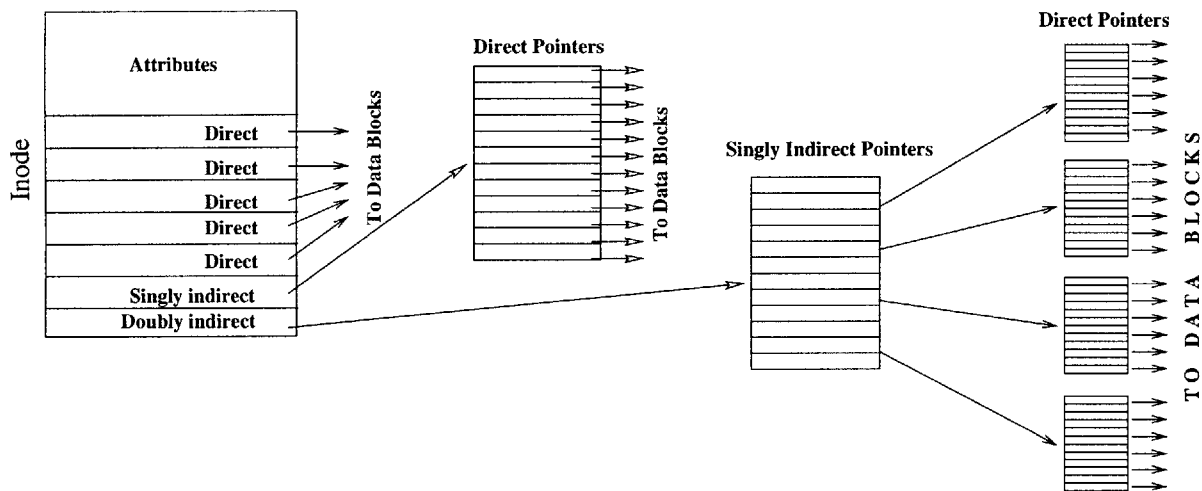 Inode
Attributes
Direct
Direct
Direct
Direct
Direct
Singly indirect
Doubly indirect
To Data Blocks
Direct Pointers
To Data Blocks
Singly Indirect Pointers
Direct Pointers
TO DATA BLOCKS